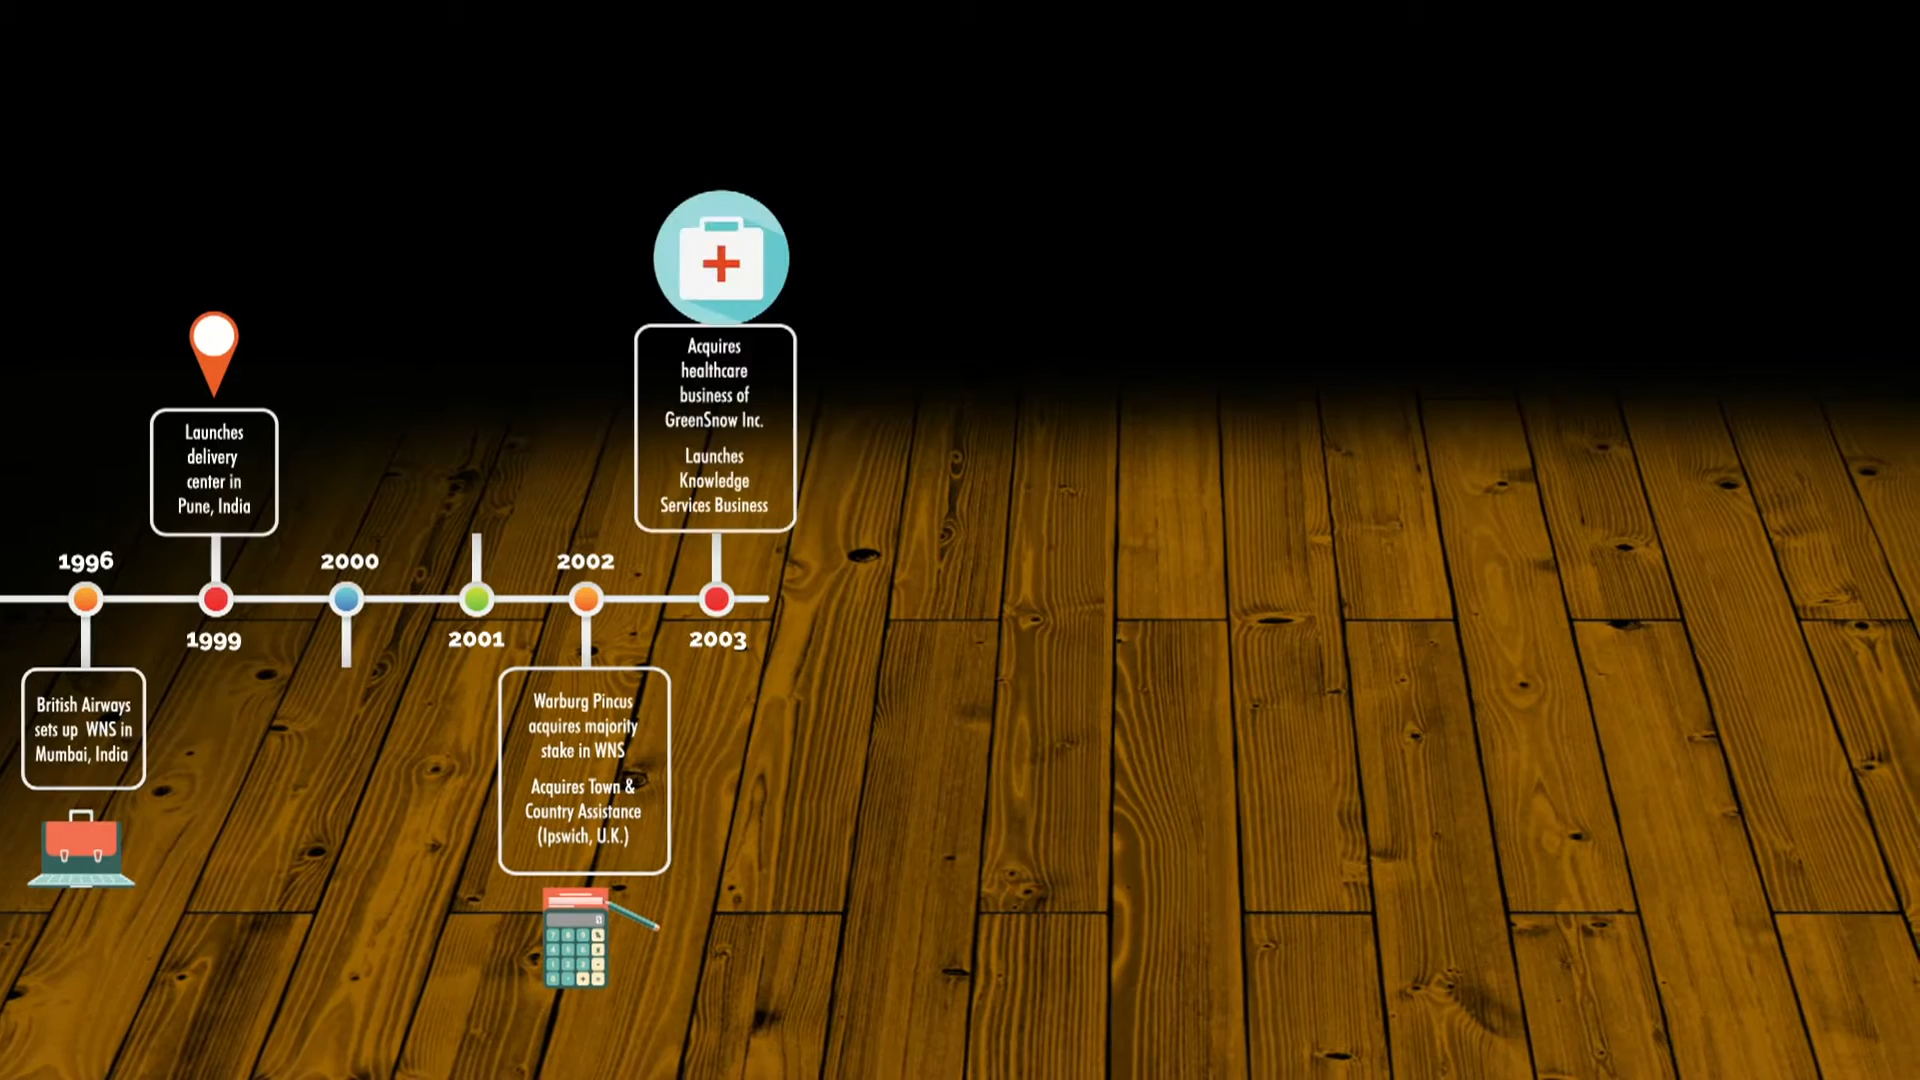 1996
British Airways
sets up WNS in
Mumbai, India
Launches
delivery
center in
Pune, India
1999
2000
2001
2002
Warburg Pincus
acquires majority
stake in WNS
Acquires Town &
Country Assistance
(Ipswich, U.K.)
Acquires
healthcare
business of
GreenSnow Inc.
Launches
Knowledge
Services Business
2003